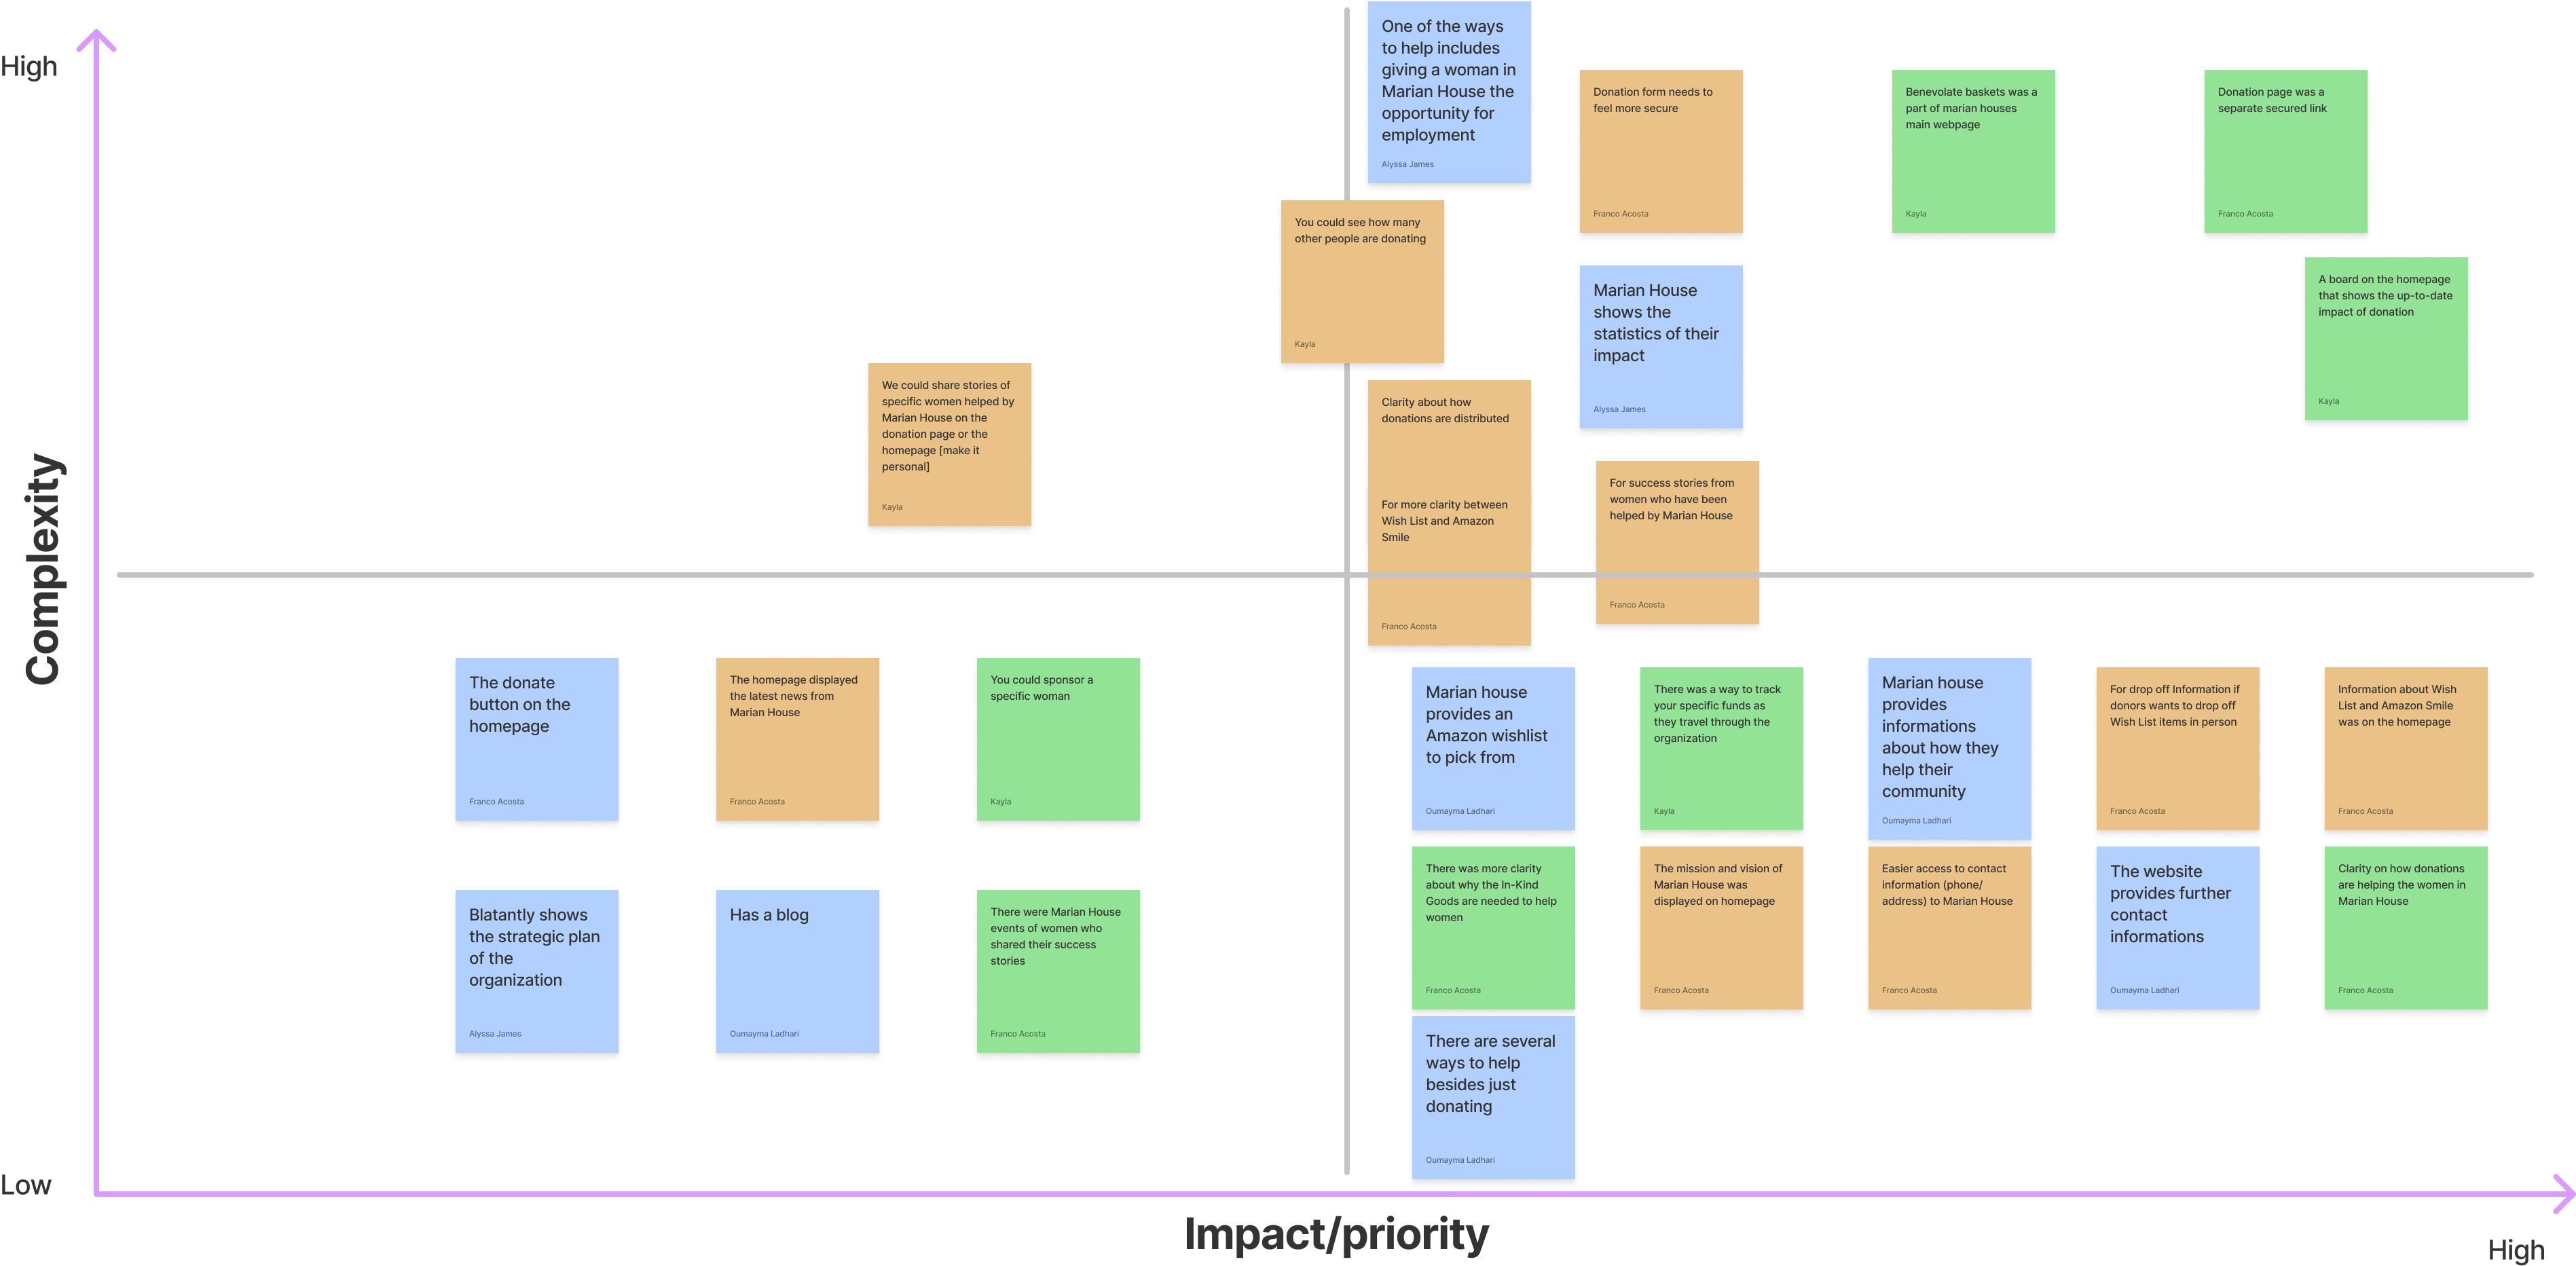 High
Complexity
Low
Impact/priority
High
One of the ways
to help includes
giving a woman in
Marian House the
opportunity for
employment
Alyssa James
Donation form needs to
feel more secure
Franco Acosta
Benevolate baskets was a
part of marian houses
main webpage
Kayla
Donation page was a
separate secured link
Franco Acosta
You could see how many
other people are donating
Kayla
Marian House
shows the
statistics of their
impact
Alyssa James
A board on the homepage
that shows the up-to-date
impact of donation
Kayla
We could share stories of
specific women helped by
Marian House on the
donation page or the
homepage [make it
personal]
Kayla
Clarity about how
donations are distributed
For more clarity between
Wish List and Amazon
Smile
Franco Acosta
For success stories from
women who have been
helped by Marian House
Franco Acosta
The donate
button on the
homepage
Franco Acosta
The homepage displayed
the latest news from
Marian House
Franco Acosta
You could sponsor a
specific woman
Kayla
Marian house
provides an
Amazon wishlist
to pick from
Oumayma Ladhari
There was a way to track
your specific funds as
they travel through the
organization
Kayla
Marian house
provides
informations
about how they
help their
community
Oumayma Ladhari
For drop off Information if
donors wants to drop off
Wish List items in person
Franco Acosta
Information about Wish
List and Amazon Smile
was on the homepage
Franco Acosta
Blatantly shows
the strategic plan
of the
organization
Alyssa James
Has a blog
Oumayma Ladhari
There were Marian House
events of women who
shared their success
stories
Franco Acosta
There was more clarity
about why the In-Kind
Goods are needed to help
women
Franco Acosta
The mission and vision of
Marian House was
displayed on homepage
Franco Acosta
Easier access to contact
information (phone/
address) to Marian House
Franco Acosta
The website
provides further
contact
informations
Oumayma Ladhari
Clarity on how donations
are helping the women in
Marian House
Franco Acosta
There are several
ways to help
besides just
donating
Oumayma Ladhari